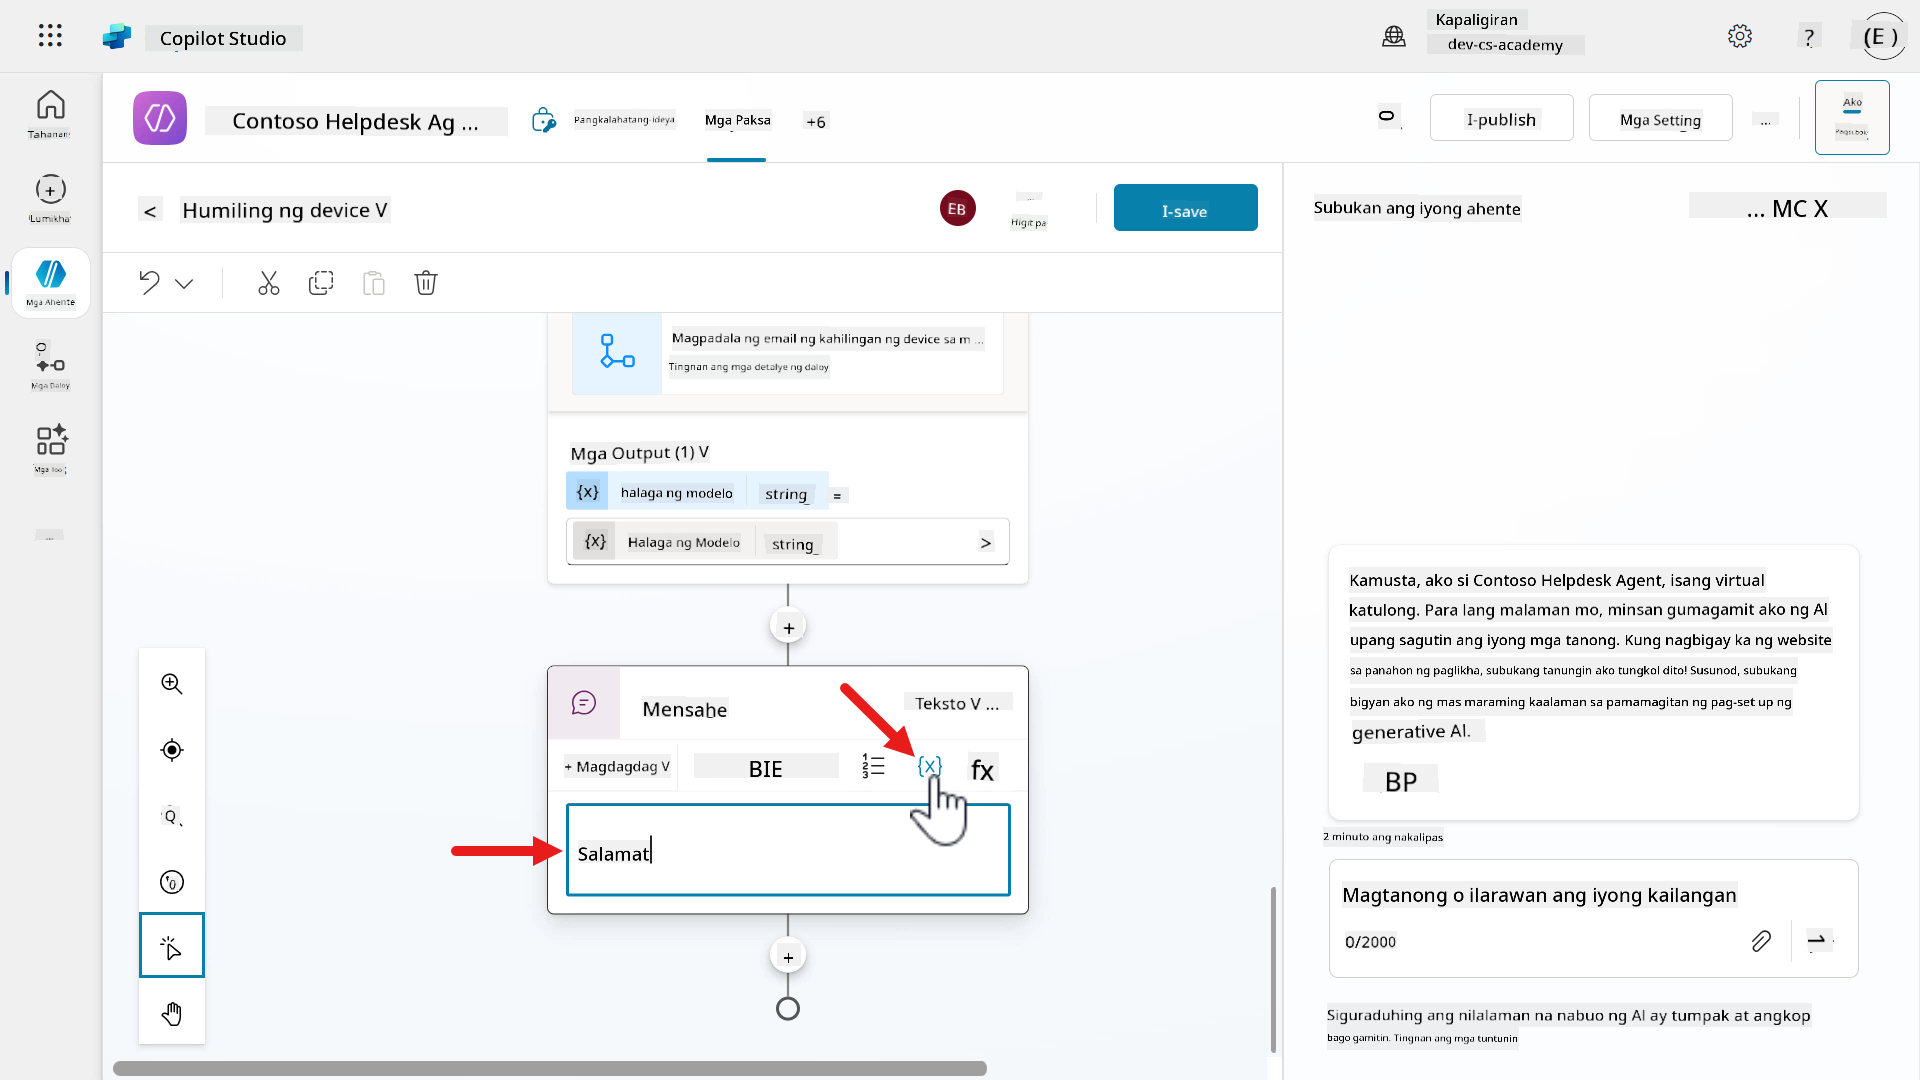 Copilot Studio
Kapaligiran
dev-cs-academy
?
(E )
Tahanan
Lumikha
Mga Ahente
Mga Daloy
Contoso Helpdesk Ag ...
Pangkalahatang-ideya
Mga Paksa
+6
I-publish
Mga Setting
...
Ako
< Humiling ng device V
EB
Higit pa
I-save
Subukan ang iyong ahente
... MC X
Magpadala ng email ng kahilingan ng device sa m ...
Tingnan ang mga detalye ng daloy
Mga Output (1) V
{x} halaga ng modelo string =
{x} Halaga ng Modelo string >
+
Mensahe
Teksto V ...
+ Magdagdag V
BIE
{x}
fx
Salamat
+
Kamusta, ako si Contoso Helpdesk Agent, isang virtual
katulong. Para lang malaman mo, minsan gumagamit ako ng AI
upang sagutin ang iyong mga tanong. Kung nagbigay ka ng website
sa panahon ng paglikha, subukang tanungin ako tungkol dito! Susunod, subukang
bigyan ako ng mas maraming kaalaman sa pamamagitan ng pag-set up ng
generative AI.
BP
2 minuto ang nakalipas
Magtanong o ilarawan ang iyong kailangan
0/2000
Siguraduhing ang nilalaman na nabuo ng AI ay tumpak at angkop
bago gamitin. Tingnan ang mga tuntunin